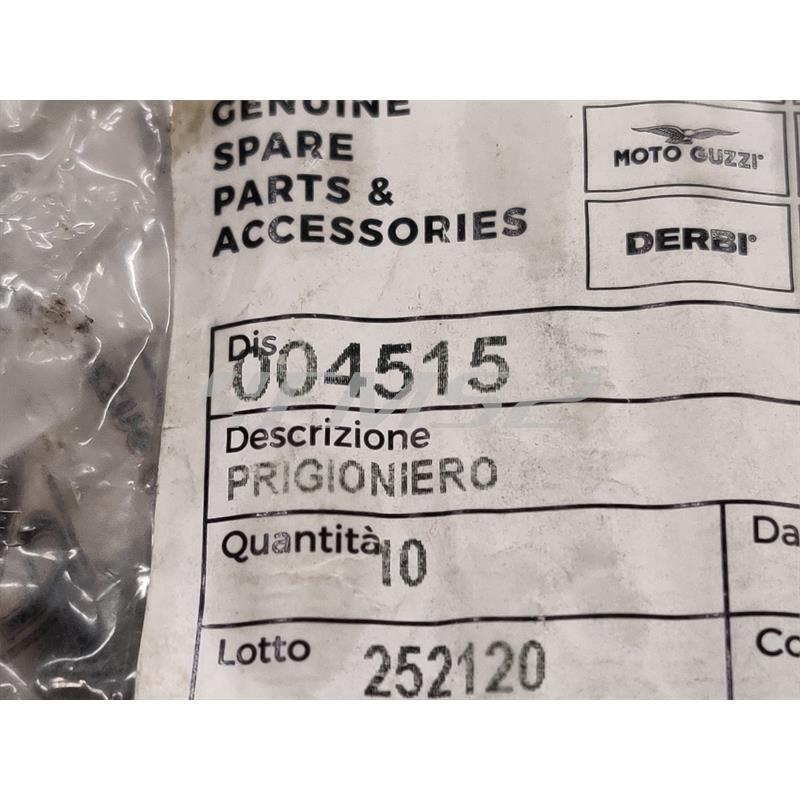 GENUINE
SPARE
PARTS &
ACCESSORIES
MOTO GUZZI
DERBI
Dis.
004515
Descrizione
PRIGIONIERO
Quantità
10
Da
Lotto
252120
Co